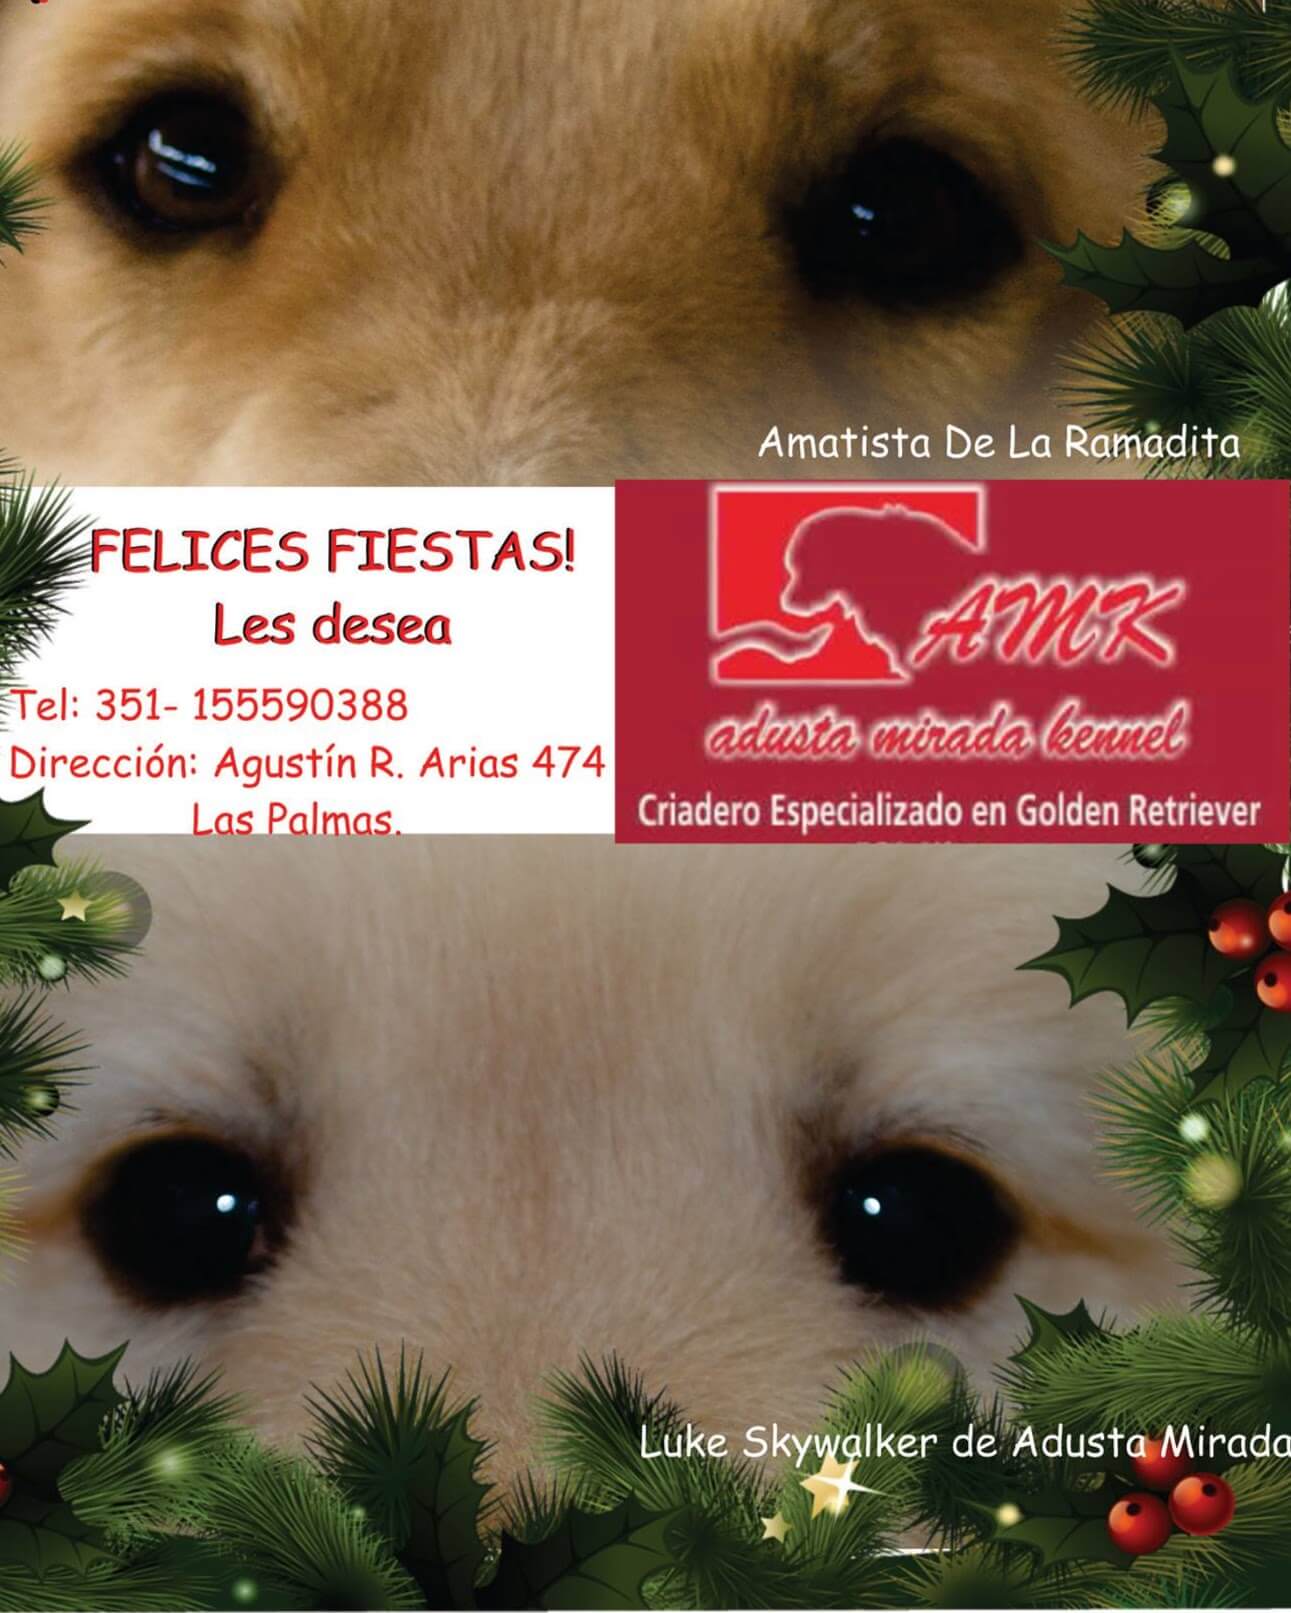 Amatista De La Ramadita
FELICES FIESTAS!
Les desea
Tel: 351- 155590388
Dirección: Agustín R. Arias 474
Las Palmas.
AMK
adusta mirada kennel
Criadero Especializado en Golden Retriever
Luke Skywalker de Adusta Mirada